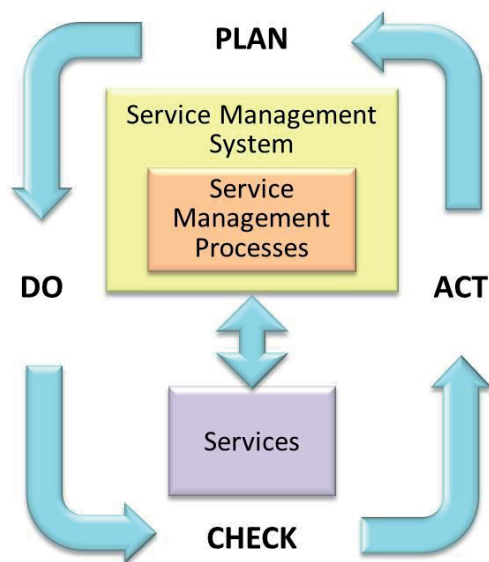 PLAN
Service Management
System
Service
Management
Processes
DO
ACT
Services
CHECK